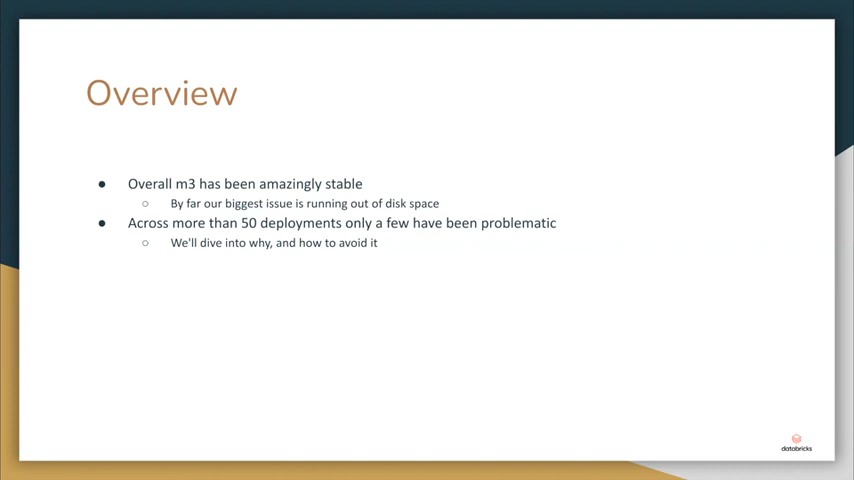 Overview
● Overall m3 has been amazingly stable
○ By far our biggest issue is running out of disk space
● Across more than 50 deployments only a few have been problematic
○ We'll dive into why, and how to avoid it
databricks